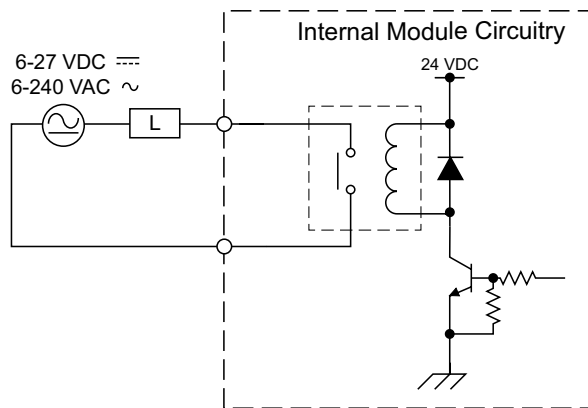 Internal Module Circuitry
6-27 VDC ⎓
6-240 VAC ∿
24 VDC
L